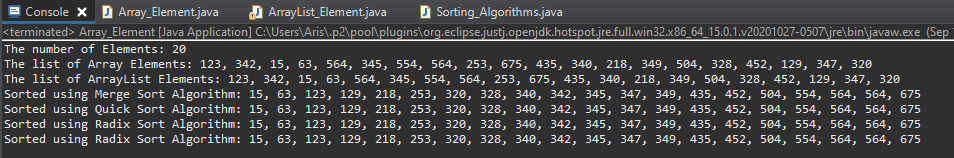 Console
Array_Element.java
ArrayList_Element.java
Sorting_Algorithms.java
<terminated> Array_Element [Java Application] C:\Users\Aris\.p2\pool\plugins\org.eclipse.justj.openjdk.hotspot.jre.full.win32.x86_64_15.0.1.v20201027-0507\jre\bin\javaw.exe (Sep
The number of Elements: 20
The list of Array Elements: 123, 342, 15, 63, 564, 345, 554, 564, 253, 675, 435, 340, 218, 349, 504, 328, 452, 129, 347, 320
The list of ArrayList Elements: 123, 342, 15, 63, 564, 345, 554, 564, 253, 675, 435, 340, 218, 349, 504, 328, 452, 129, 347, 320
Sorted using Merge Sort Algorithm: 15, 63, 123, 129, 218, 253, 320, 328, 340, 342, 345, 347, 349, 435, 452, 504, 554, 564, 564, 675
Sorted using Quick Sort Algorithm: 15, 63, 123, 129, 218, 253, 320, 328, 340, 342, 345, 347, 349, 435, 452, 504, 554, 564, 564, 675
Sorted using Radix Sort Algorithm: 15, 63, 123, 129, 218, 253, 320, 328, 340, 342, 345, 347, 349, 435, 452, 504, 554, 564, 564, 675
Sorted using Radix Sort Algorithm: 15, 63, 123, 129, 218, 253, 320, 328, 340, 342, 345, 347, 349, 435, 452, 504, 554, 564, 564, 675